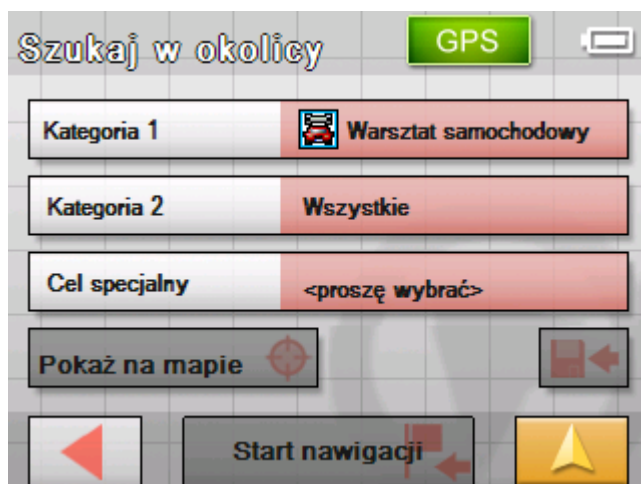 Szukaj w okolicy
GPS
Kategoria 1
Warsztat samochodowy
Kategoria 2
Wszystkie
Cel specjalny
<proszę wybrać>
Pokaż na mapie
Start nawigacji